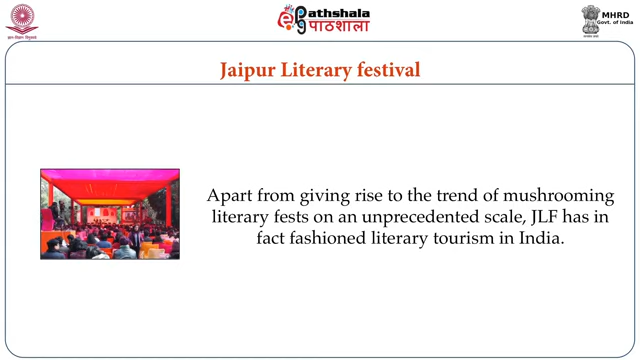 Pathshala
पाठशाला
MHRD
Govt. of India
Jaipur Literary festival
Apart from giving rise to the trend of mushrooming
literary fests on an unprecedented scale, JLF has in
fact fashioned literary tourism in India.